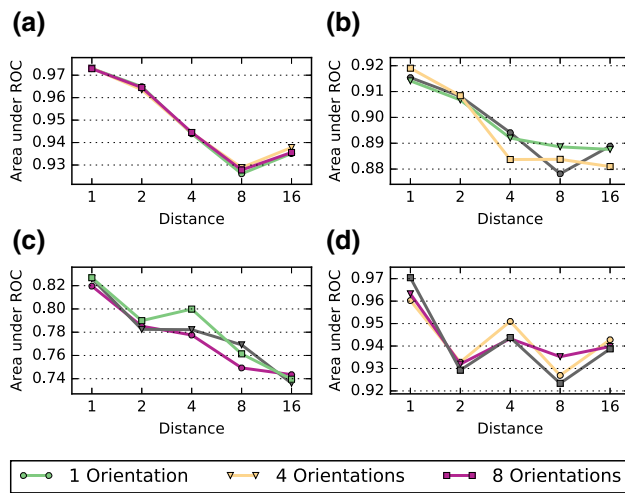 (a)
Area under ROC
0.97
0.96
0.95
0.94
0.93
1 2 4 8 16
Distance
(b)
Area under ROC
0.92
0.91
0.90
0.89
0.88
1 2 4 8 16
Distance
(c)
Area under ROC
0.82
0.80
0.78
0.76
0.74
1 2 4 8 16
Distance
(d)
Area under ROC
0.97
0.96
0.95
0.94
0.93
0.92
1 2 4 8 16
Distance
1 Orientation 4 Orientations 8 Orientations